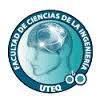 FACULTAD DE CIENCIAS DE LA INGENIERÍA
UTEQ